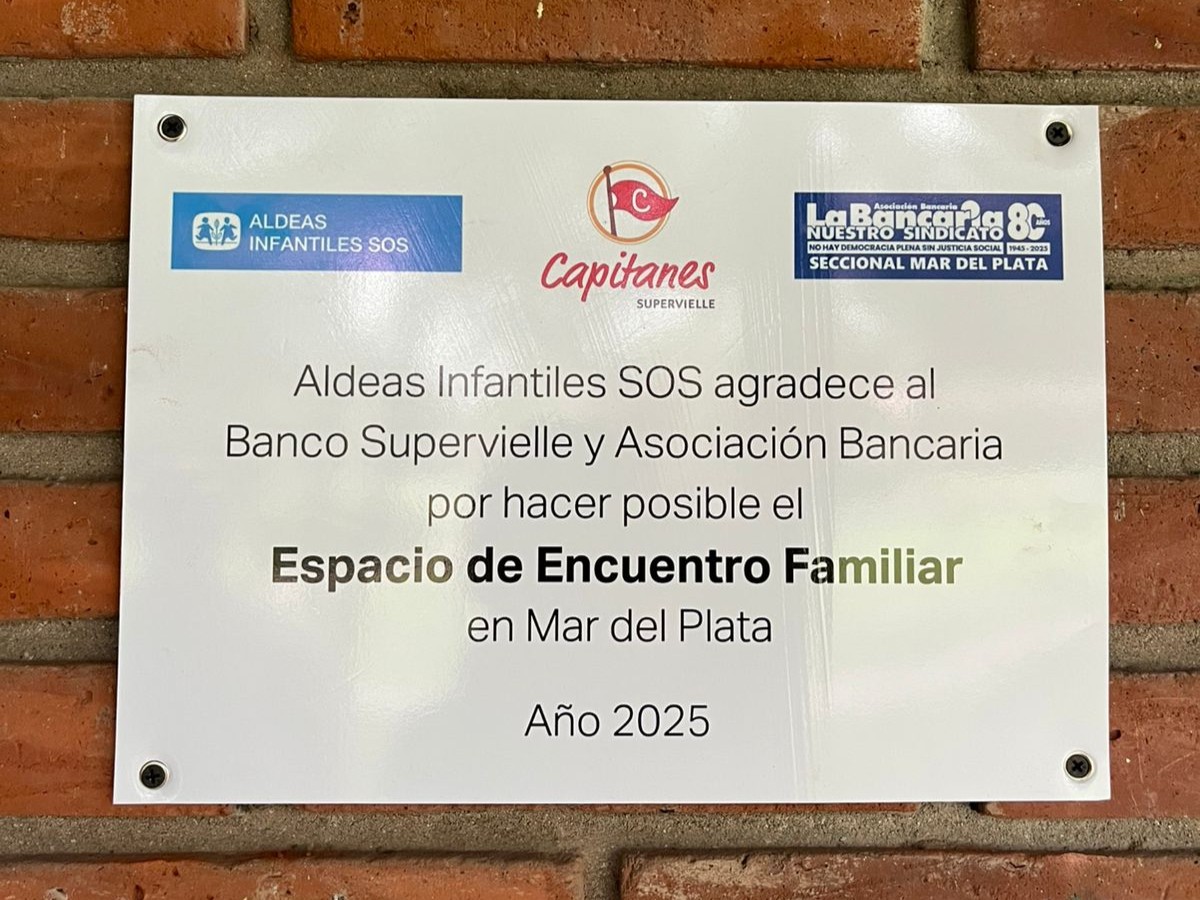 ALDEAS
INFANTILES SOS
C
Capitanes
SUPERVIELLE
Asociación Bancaria
La Bancaria 80 AÑOS
NUESTRO SINDICATO
NO HAY DEMOCRACIA PLENA SIN JUSTICIA SOCIAL 1943 - 2023
SECCIONAL MAR DEL PLATA
Aldeas Infantiles SOS agradece al
Banco Supervielle y Asociación Bancaria
por hacer posible el
Espacio de Encuentro Familiar
en Mar del Plata
Año 2025